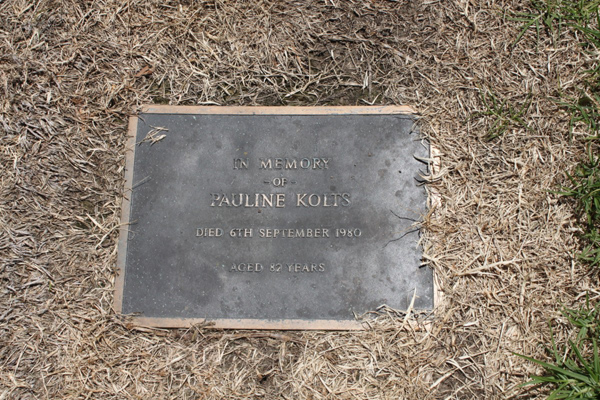 IN MEMORY
OF
PAULINE KOLTS
DIED 6TH SEPTEMBER 1980
AGED 82 YEARS